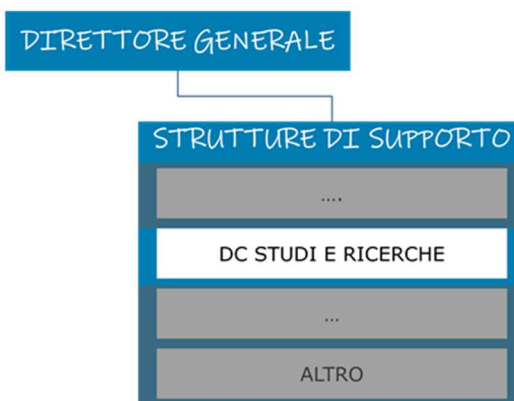 DIRETTORE GENERALE
STRUTTURE DI SUPPORTO
....
DC STUDI E RICERCHE
...
ALTRO